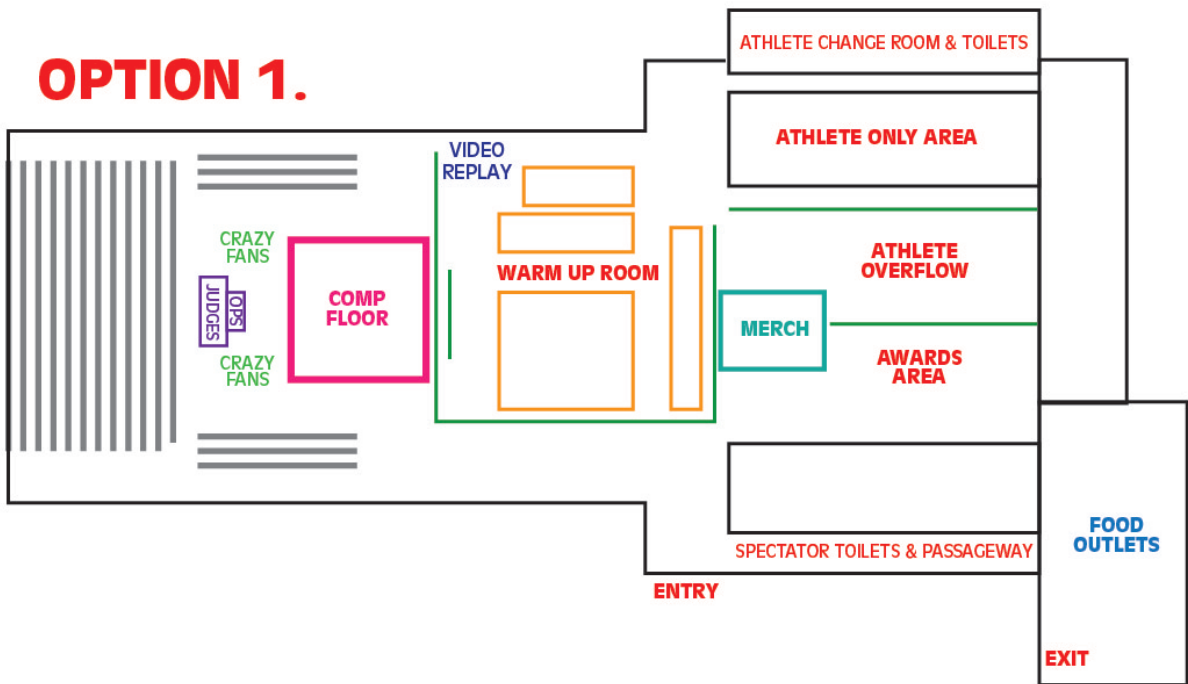 OPTION 1.
ATHLETE CHANGE ROOM & TOILETS
ATHLETE ONLY AREA
VIDEO
REPLAY
CRAZY
FANS
JUDGES
OPS
CRAZY
FANS
COMP
FLOOR
WARM UP ROOM
MERCH
ATHLETE
OVERFLOW
AWARDS
AREA
SPECTATOR TOILETS & PASSAGEWAY
ENTRY
FOOD
OUTLETS
EXIT